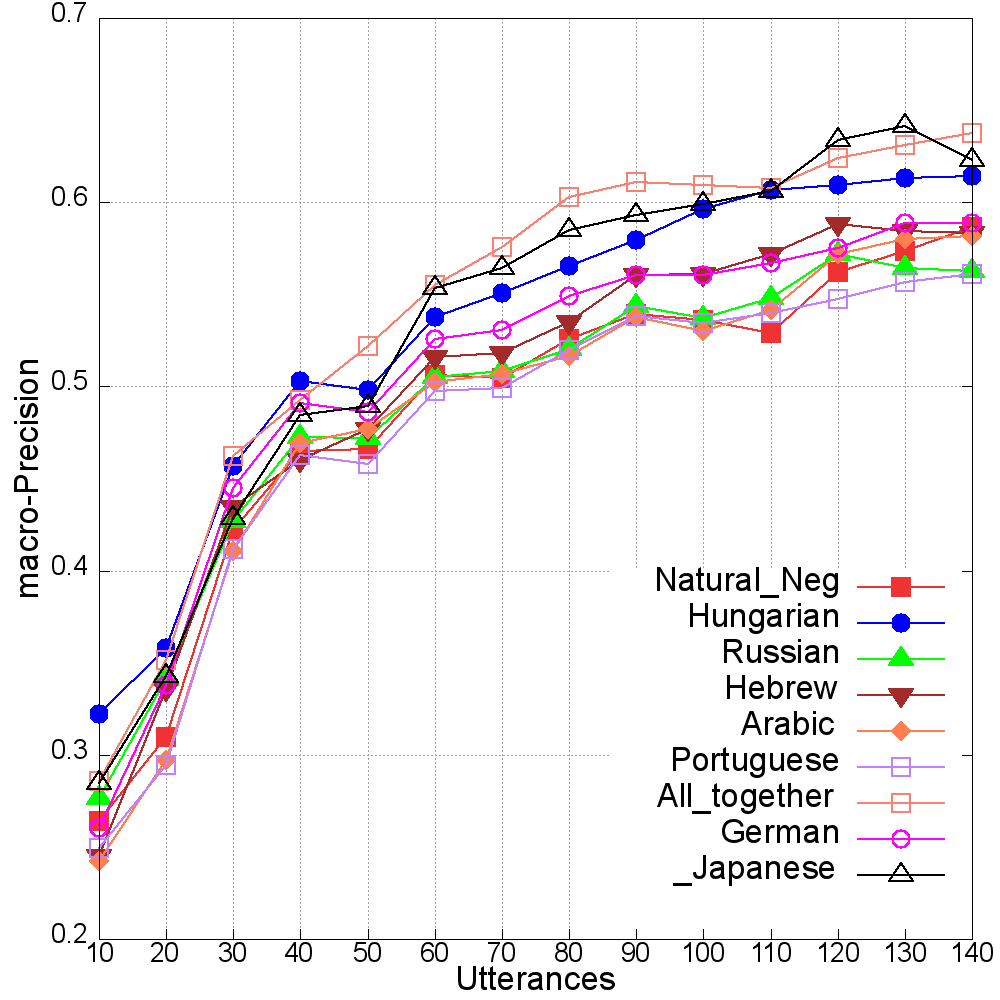 0.7
0.6
0.5
0.4
0.3
0.2
macro-Precision
Natural_Neg
Hungarian
Russian
Hebrew
Arabic
Portuguese
All_together
German
_Japanese
10 20 30 40 50 60 70 80 90 100 110 120 130 140
Utterances